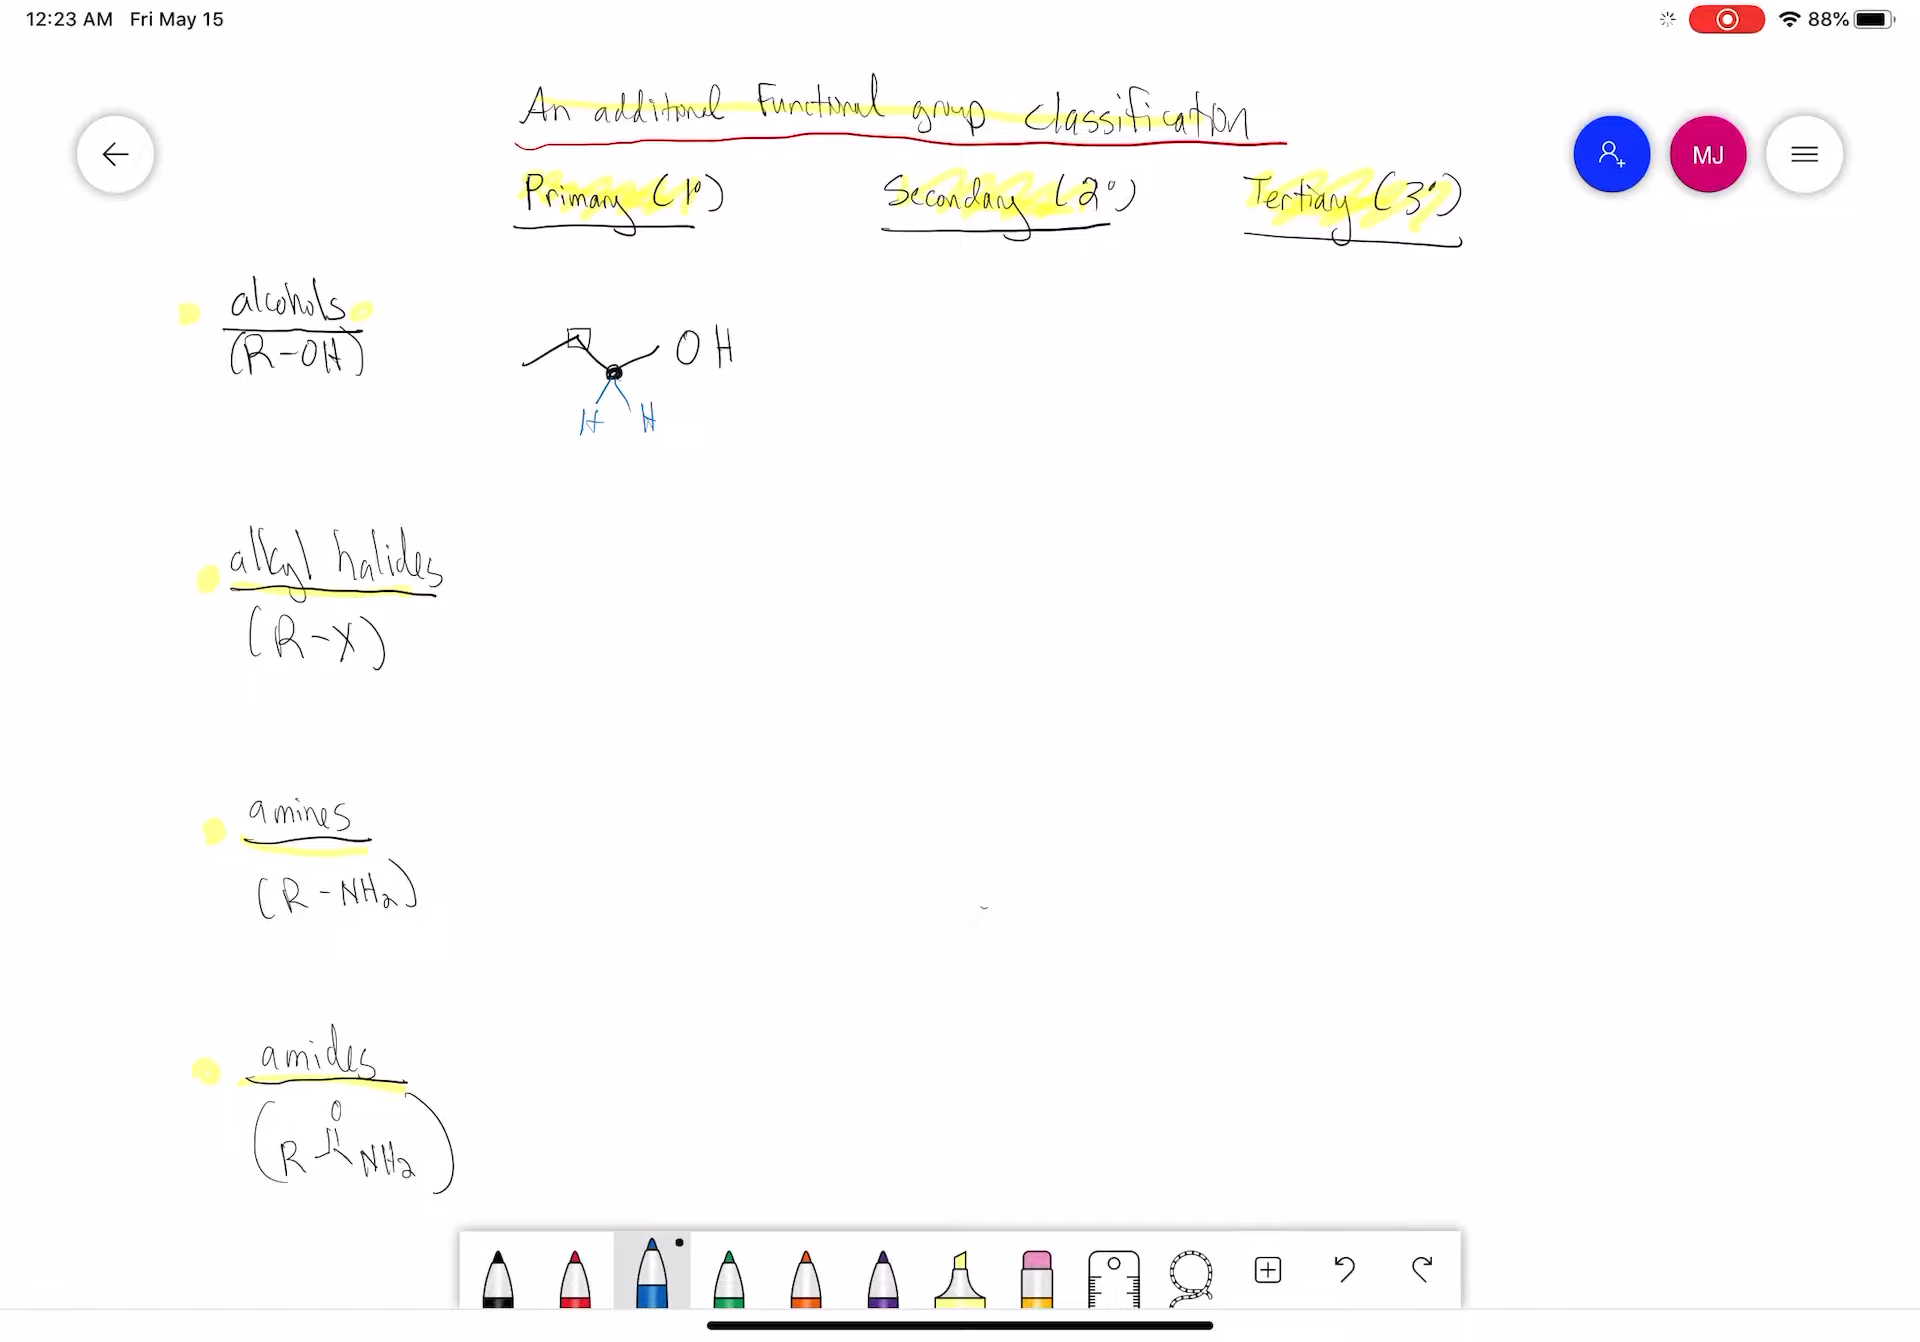 12:23 AM Fri May 15
88%
An additonal Functional group classification
MJ
Primary (1°) Secondary (2°) Tertiary (3°)
alcohols
(R-OH)
OH
H H
alkyl halides
(R-X)
amines
(R-NH₂)
amides
O
(R NH₂)